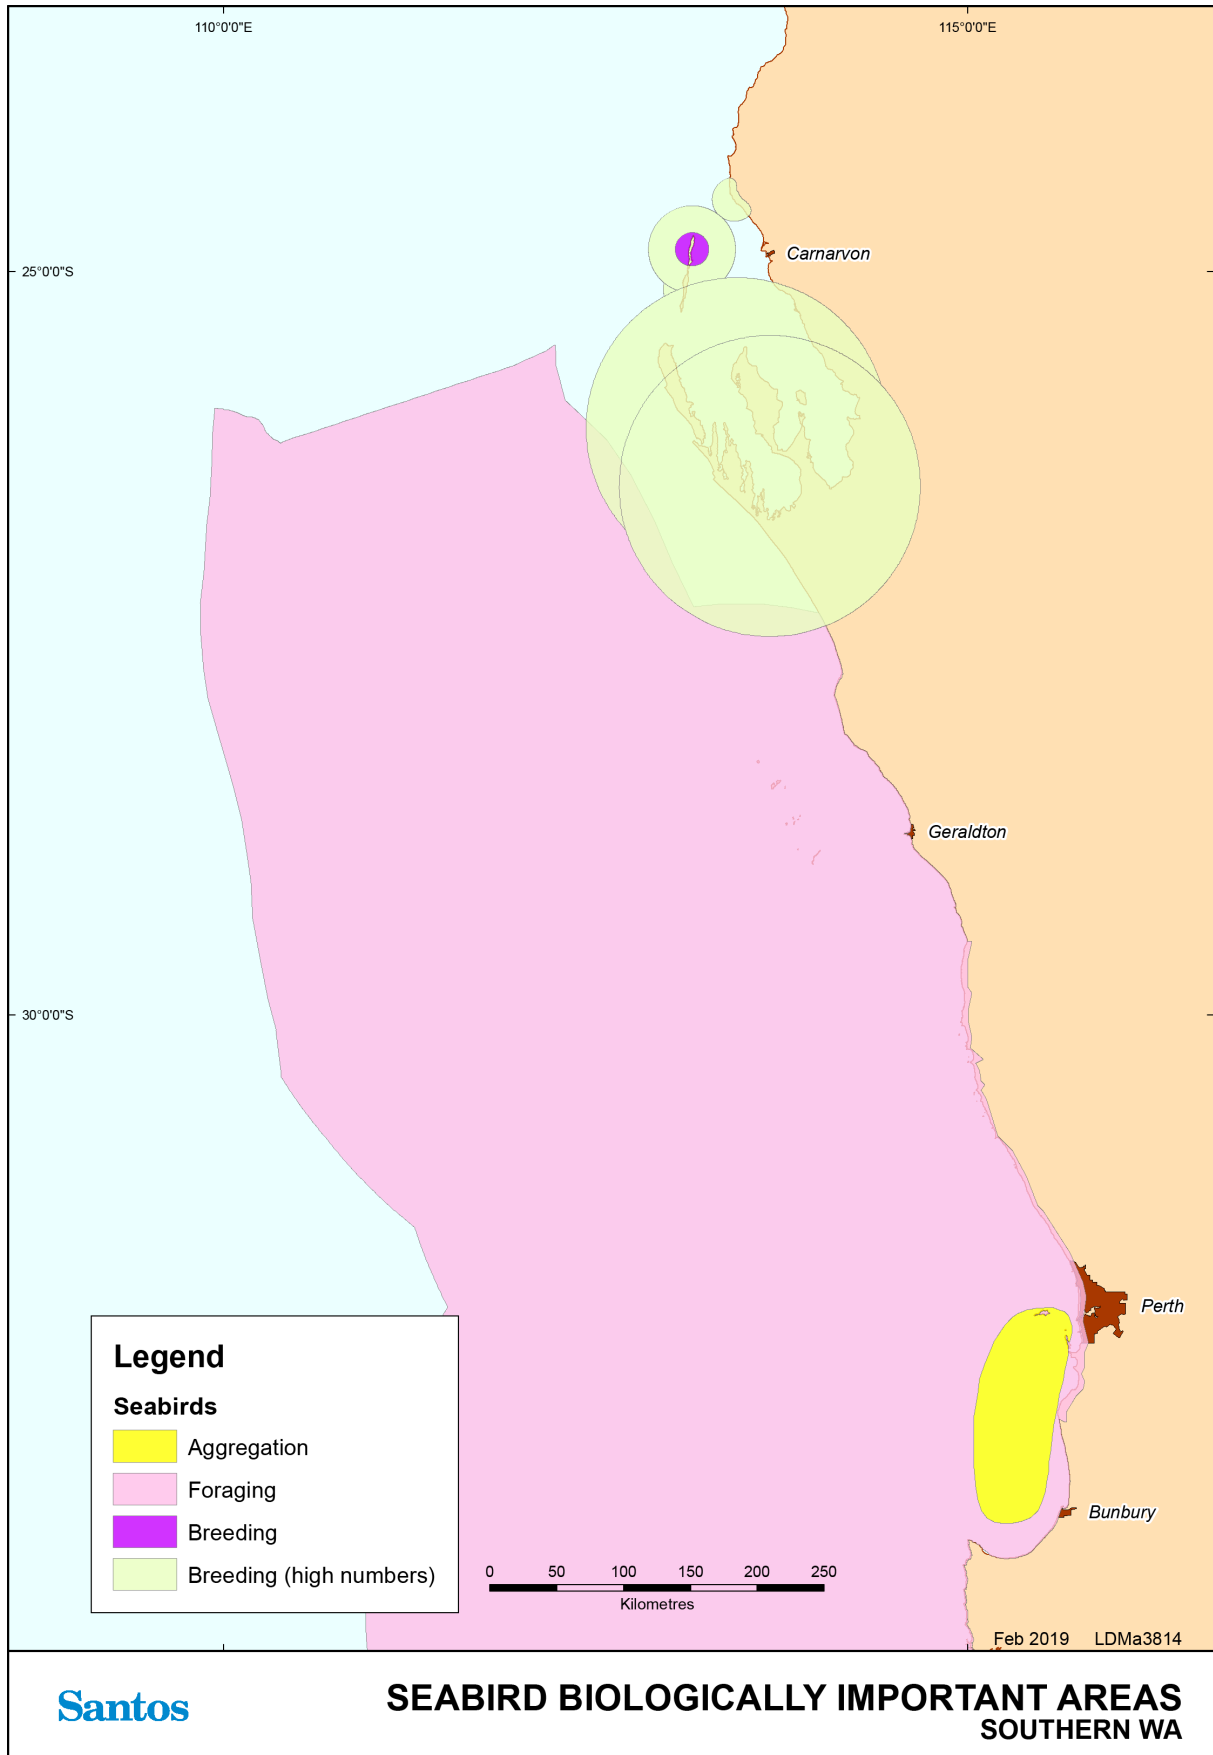 110°0'0"E
115°0'0"E
Carnarvon
25°0'0"S
Geraldton
30°0'0"S
Perth
Legend
Seabirds
Aggregation
Foraging
Breeding
Breeding (high numbers)
Bunbury
0 50 100 150 200 250
Kilometres
Feb 2019 LDMa3814
Santos
SEABIRD BIOLOGICALLY IMPORTANT AREAS
SOUTHERN WA